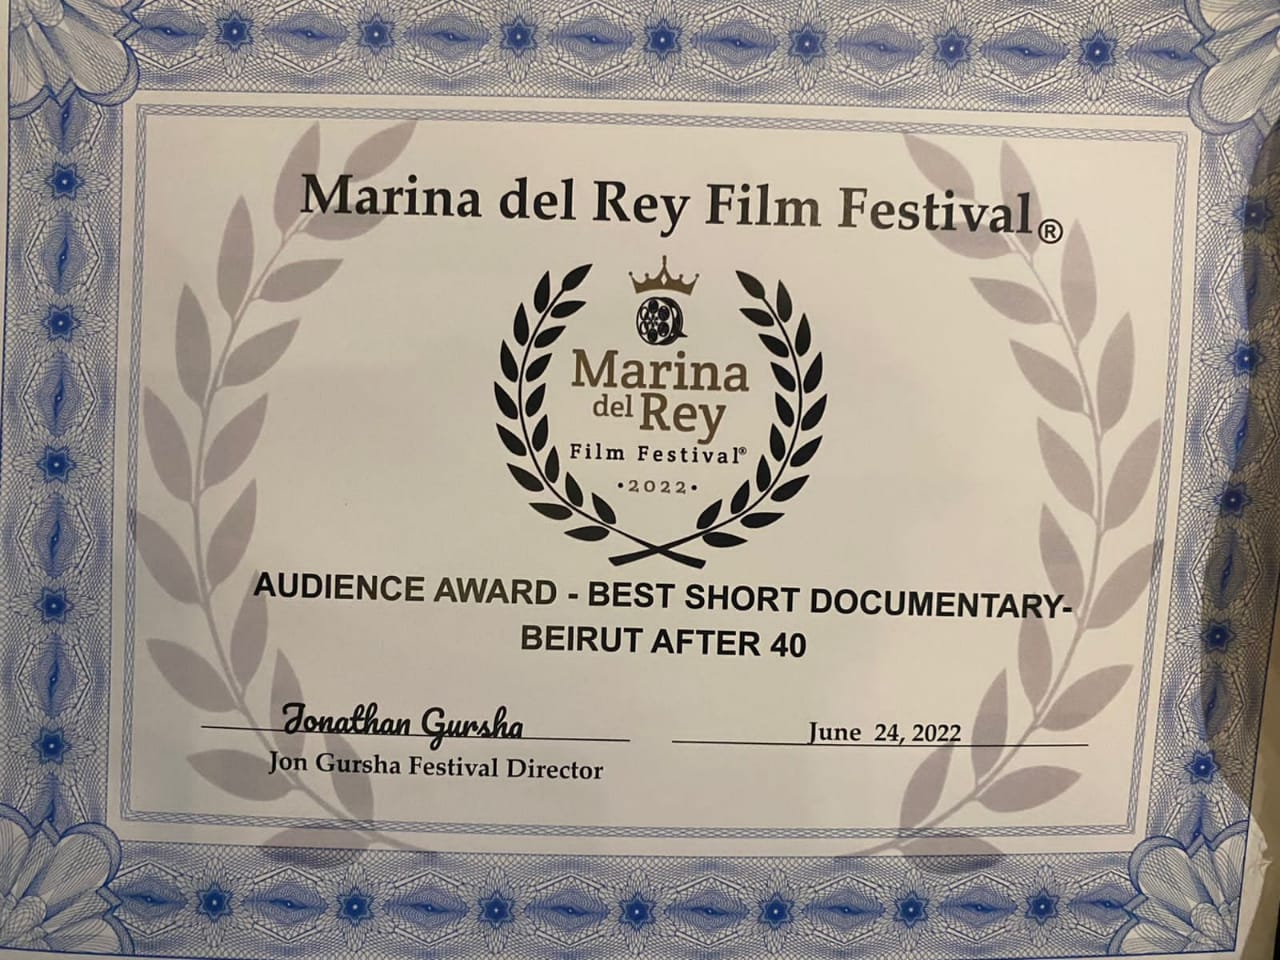 Marina del Rey Film Festival®
Marina
del Rey
Film Festival®
•2022•
AUDIENCE AWARD - BEST SHORT DOCUMENTARY-
BEIRUT AFTER 40
Jonathan Gursha
June 24, 2022
Jon Gursha Festival Director